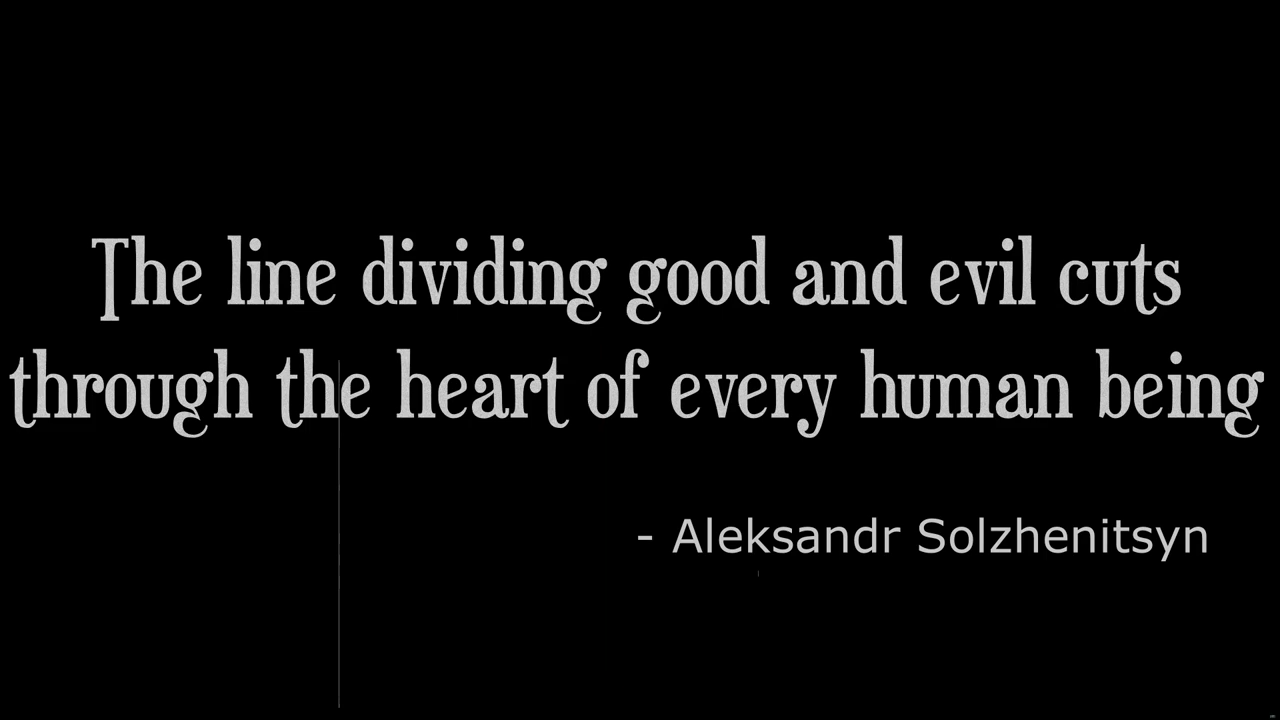 The line dividing good and evil cuts
through the heart of every human being
- Aleksandr Solzhenitsyn